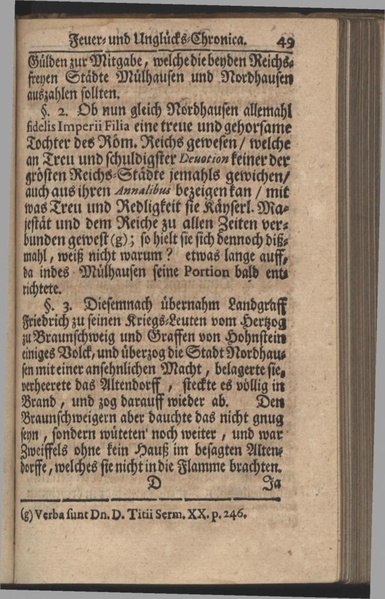 Feuer- und Unglücks-Chronica. 49
Gülden zur Mitgabe, welche die beyden Reichs-
freyen Städte Mülhausen und Nordhausen
auszahlen sollten.
§. 2. Ob nun gleich Nordhausen allemahl
fidelis Imperii Filia eine treue und gehorsame
Tochter des Röm. Reichs gewesen / welche
an Treu und schuldigster Devotion keiner der
grösten Reichs-Städte jemahls gewichen /
auch aus ihren Annalibus bezeigen kan / mit
was Treu und Redligkeit sie Käyserl. Ma-
jestät und dem Reiche zu allen Zeiten ver-
bunden gewest (g); so hielt sie sich dennoch diß-
mahl, weiß nicht warum? etwas lange auff,
da indes Mülhausen seine Portion bald ent-
richtete.
§. 3. Diesemnach übernahm Landgraff
Friedrich zu seinen Kriegs-Leuten vom Hertzog
zu Braunschweig und Graffen von Hohnstein
einiges Volck, und überzog die Stadt Nordhau-
sen mit einer ansehnlichen Macht, belagerte sie,
verheerete das Altendorff, steckte es völlig in
Brand, und zog darauff wieder ab. Den
Braunschweigern aber dauchte das nicht gnug
seyn, sondern wüteten noch weiter, und war
Zweiffels ohne kein Hauß im besagten Alten-
dorffe, welches sie nicht in die Flamme brachten.
D Ja
(g) Verba sunt Dn. D. Titii Serm. XX. p. 246.